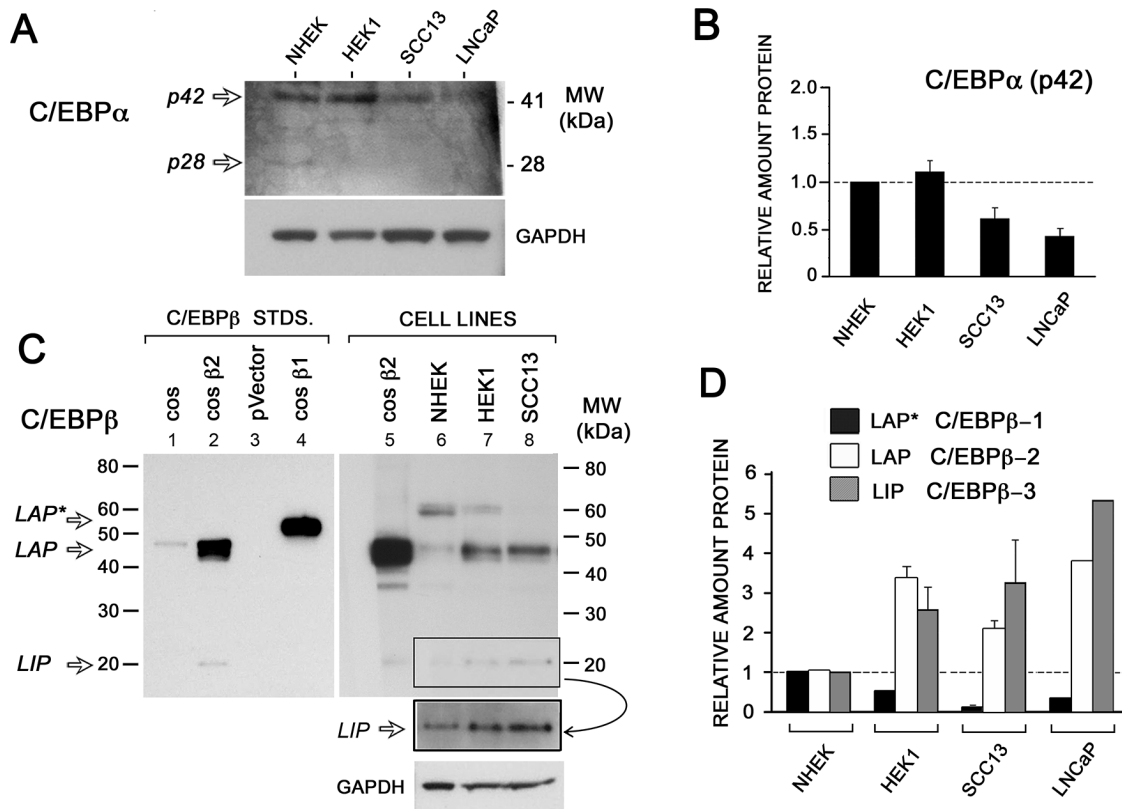 A
NHEK HEK1 SCC13 LNCaP
C/EBPα
p42
p28
- 41
- 28
MW
(kDa)
GAPDH
B
C/EBPα (p42)
RELATIVE AMOUNT PROTEIN
2.0
1.5
1.0
0.5
0
NHEK HEK1 SCC13 LNCaP
C
C/EBPβ STDS.
CELL LINES
C/EBPβ
cos cos β2 pVector cos β1 cos β2 NHEK HEK1 SCC13
1 2 3 4 5 6 7 8
MW
(kDa)
80
60
50
40
30
20
LAP*
LAP
LIP
80
60
50
40
30
20
LIP
GAPDH
D
LAP* C/EBPβ–1
LAP C/EBPβ–2
LIP C/EBPβ–3
RELATIVE AMOUNT PROTEIN
6
5
4
3
2
1
0
NHEK HEK1 SCC13 LNCaP